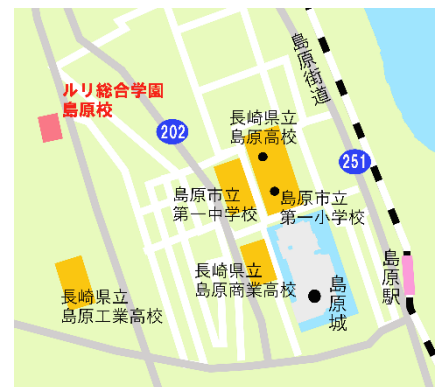 島原街道
ルリ総合学園
島原校
202
長崎県立
島原高校
251
島原市立
第一中学校
島原市立
第一小学校
長崎県立
島原商業高校
島原城
島原駅
長崎県立
島原工業高校